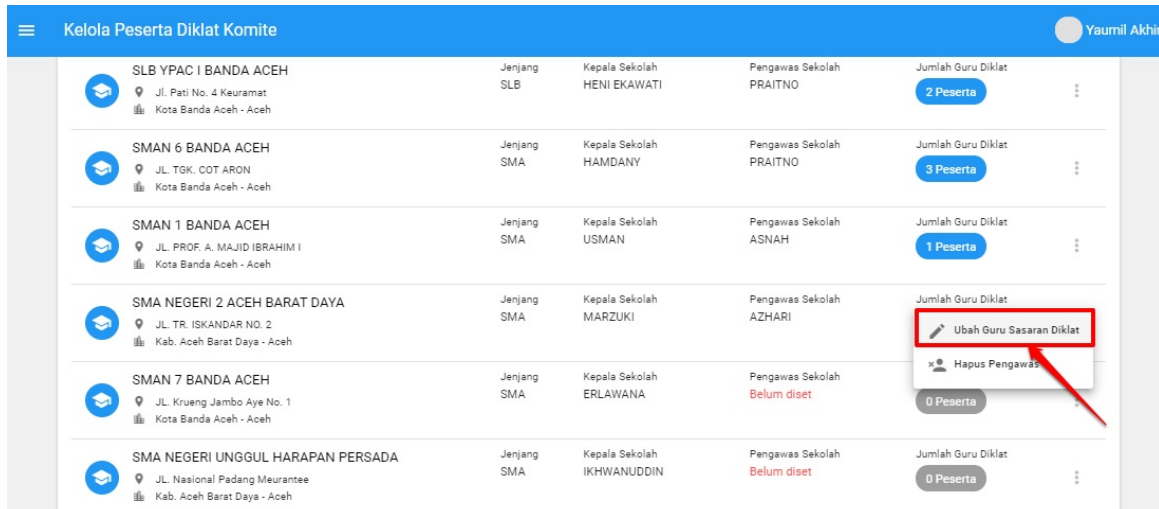 Kelola Peserta Diklat Komite
Yaumil Akhir
SLB YPAC I BANDA ACEH
Jl. Pati No. 4 Keuramat
Kota Banda Aceh - Aceh
Jenjang
SLB
Kepala Sekolah
HENI EKAWATI
Pengawas Sekolah
PRAITNO
Jumlah Guru Diklat
2 Peserta
SMAN 6 BANDA ACEH
JL. TGK. COT ARON
Kota Banda Aceh - Aceh
Jenjang
SMA
Kepala Sekolah
HAMDANY
Pengawas Sekolah
PRAITNO
Jumlah Guru Diklat
3 Peserta
SMAN 1 BANDA ACEH
JL. PROF. A. MAJID IBRAHIM I
Kota Banda Aceh - Aceh
Jenjang
SMA
Kepala Sekolah
USMAN
Pengawas Sekolah
ASNAH
Jumlah Guru Diklat
1 Peserta
SMA NEGERI 2 ACEH BARAT DAYA
JL. TR. ISKANDAR NO. 2
Kab. Aceh Barat Daya - Aceh
Jenjang
SMA
Kepala Sekolah
MARZUKI
Pengawas Sekolah
AZHARI
Jumlah Guru Diklat
Ubah Guru Sasaran Diklat
Hapus Pengawas
SMAN 7 BANDA ACEH
JL. Krueng Jambo Aye No. 1
Kota Banda Aceh - Aceh
Jenjang
SMA
Kepala Sekolah
ERLAWANA
Pengawas Sekolah
Belum diset
0 Peserta
SMA NEGERI UNGGUL HARAPAN PERSADA
JL. Nasional Padang Meurantee
Kab. Aceh Barat Daya - Aceh
Jenjang
SMA
Kepala Sekolah
IKHWANUDDIN
Pengawas Sekolah
Belum diset
Jumlah Guru Diklat
0 Peserta